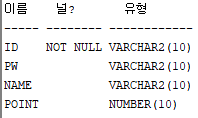 이름    널?       유형
----- -------- ------------
ID    NOT NULL VARCHAR2(10)
PW             VARCHAR2(10)
NAME           VARCHAR2(10)
POINT          NUMBER(10)